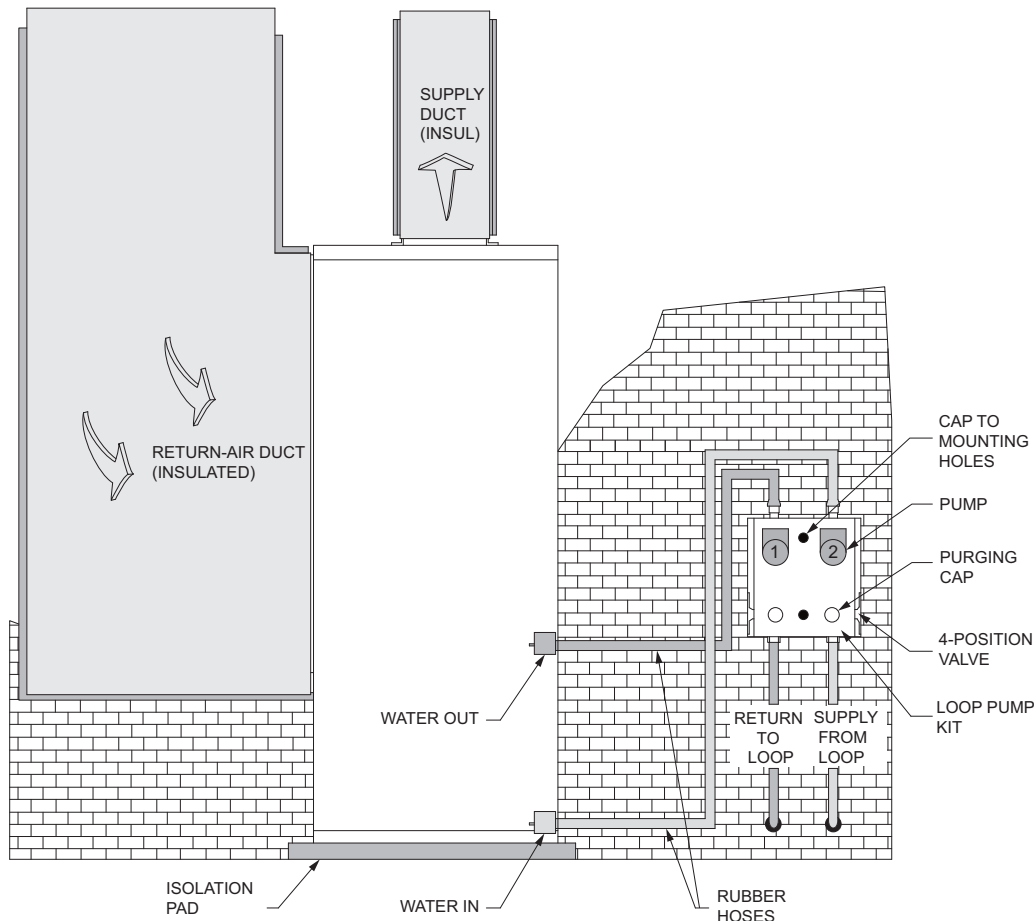 SUPPLY
DUCT
(INSUL)
RETURN-AIR DUCT
(INSULATED)
CAP TO
MOUNTING
HOLES
PUMP
1
2
PURGING
CAP
4-POSITION
VALVE
LOOP PUMP
KIT
WATER OUT
RETURN
TO
LOOP
SUPPLY
FROM
LOOP
ISOLATION
PAD
WATER IN
RUBBER
HOSES